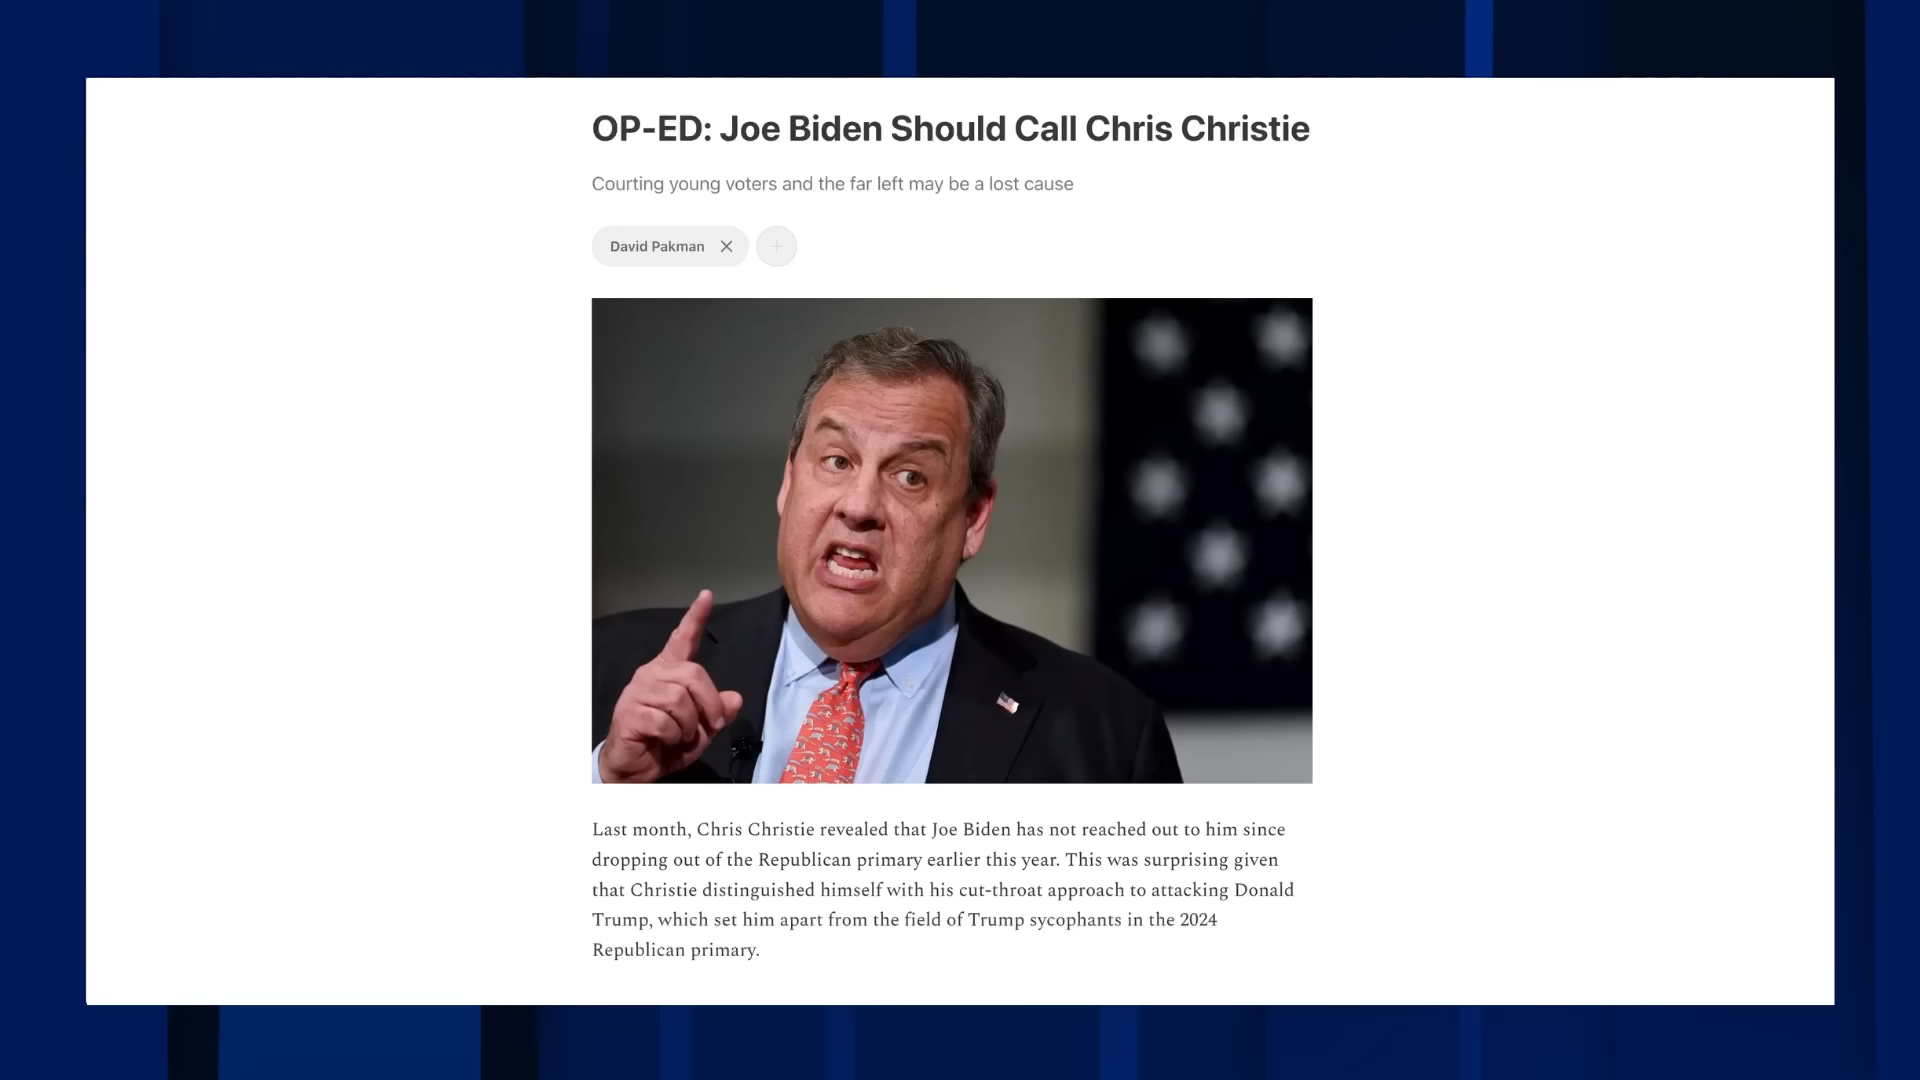 OP-ED: Joe Biden Should Call Chris Christie
Courting young voters and the far left may be a lost cause
David Pakman
Last month, Chris Christie revealed that Joe Biden has not reached out to him since
dropping out of the Republican primary earlier this year. This was surprising given
that Christie distinguished himself with his cut-throat approach to attacking Donald
Trump, which set him apart from the field of Trump sycophants in the 2024
Republican primary.